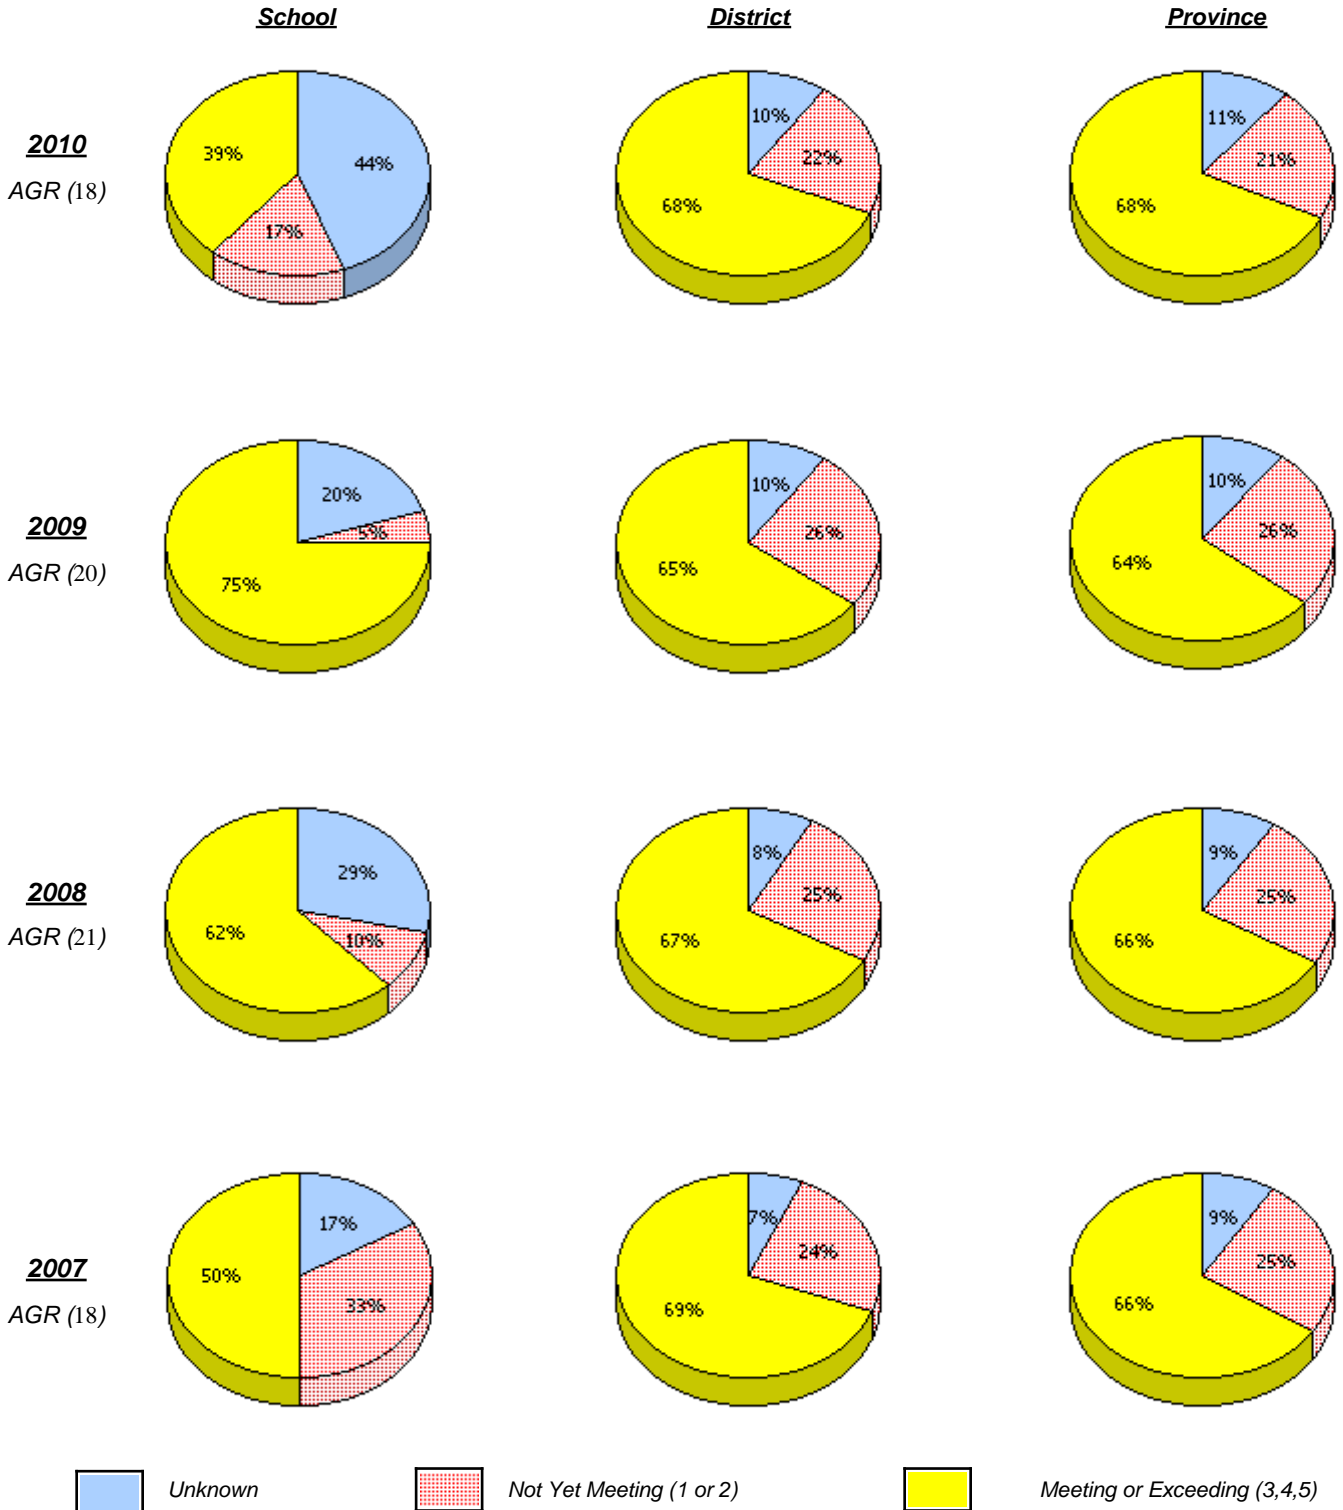 School District Province
2010
AGR (18)
39% 44% 17%
10% 22% 68%
11% 21% 68%
2009
AGR (20)
20% 5% 75%
10% 26% 65%
10% 26% 64%
2008
AGR (21)
29% 10% 62%
8% 25% 67%
9% 25% 66%
2007
AGR (18)
17% 50% 33%
7% 24% 69%
9% 25% 66%
Unknown Not Yet Meeting (1 or 2) Meeting or Exceeding (3,4,5)